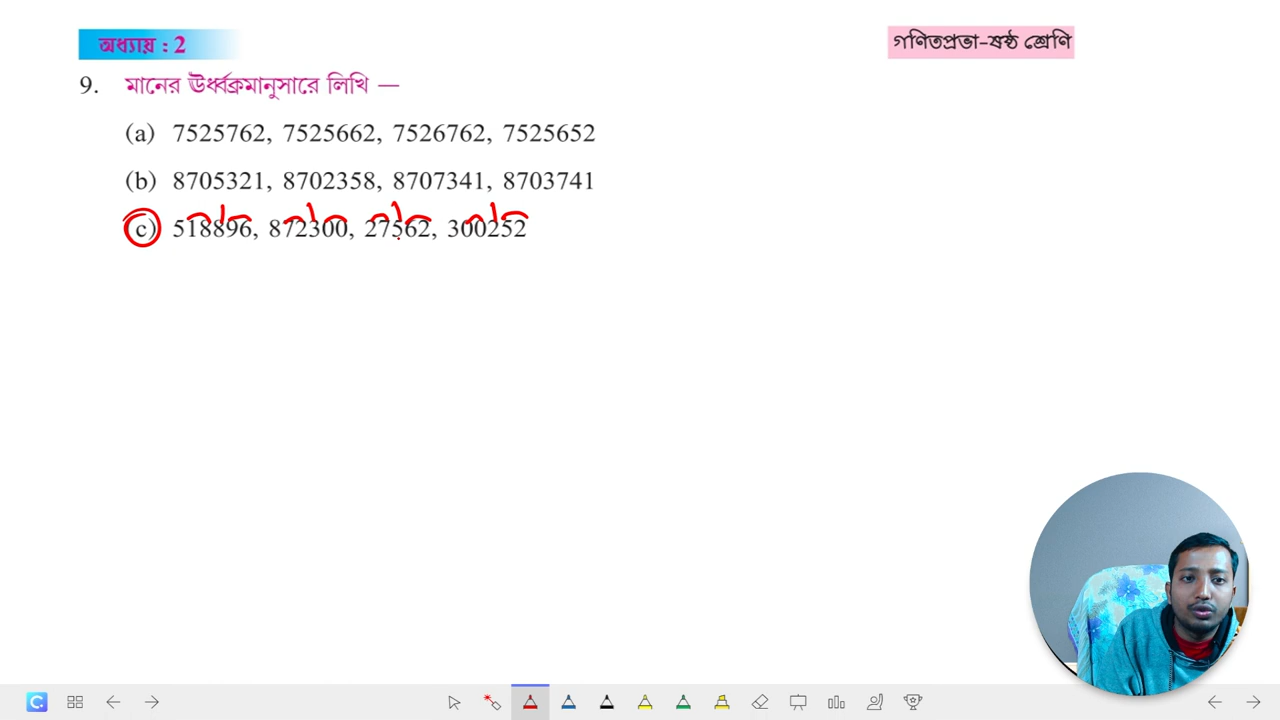 অধ্যায় : 2
গণিতপ্রভা-ষষ্ঠ শ্রেণি
9. মানের ঊর্ধ্বক্রমানুসারে লিখি —
(a) 7525762, 7525662, 7526762, 7525652
(b) 8705321, 8702358, 8707341, 8703741
(c) 518896, 872300, 27562, 300252